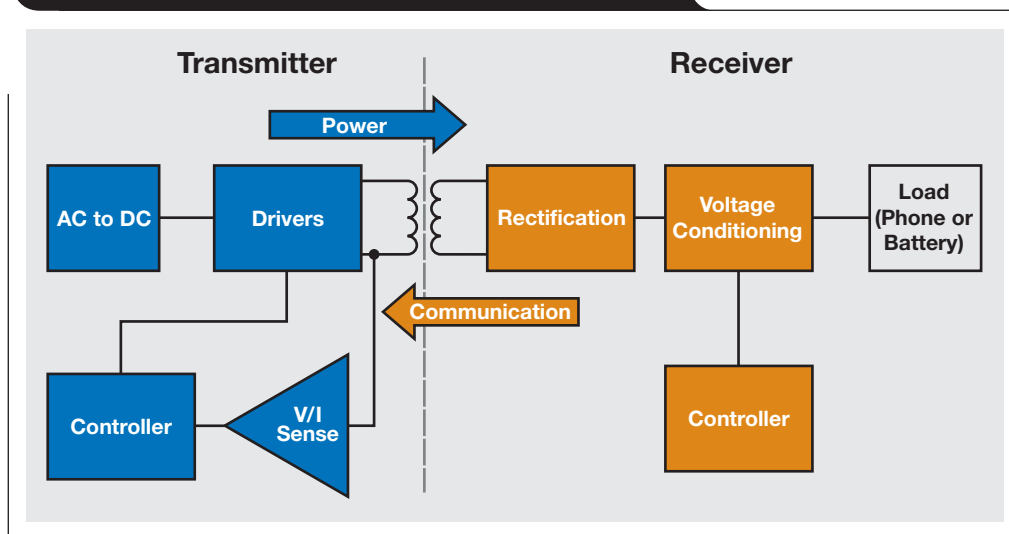 Transmitter
Receiver
Power
AC to DC
Drivers
Rectification
Voltage
Conditioning
Load
(Phone or
Battery)
Communication
Controller
V/I
Sense
Controller